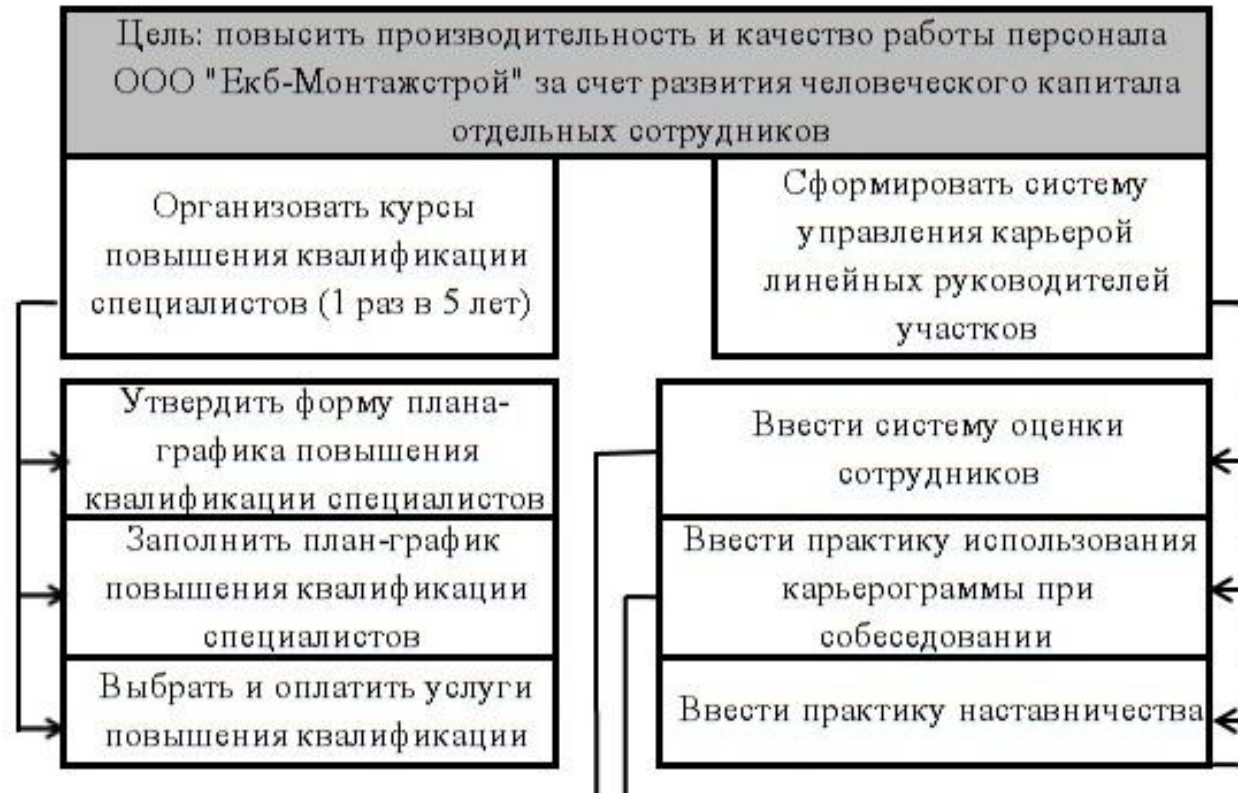 Цель: повысить производительность и качество работы персонала
ООО "Екб-Монтажстрой" за счет развития человеческого капитала
отдельных сотрудников
Организовать курсы
повышения квалификации
специалистов (1 раз в 5 лет)
Сформировать систему
управления карьерой
линейных руководителей
участков
Утвердить форму плана-
графика повышения
квалификации специалистов
Заполнить план-график
повышения квалификации
специалистов
Выбрать и оплатить услуги
повышения квалификации
Ввести систему оценки
сотрудников
Ввести практику использования
карьерограммы при
собеседовании
Ввести практику наставничества